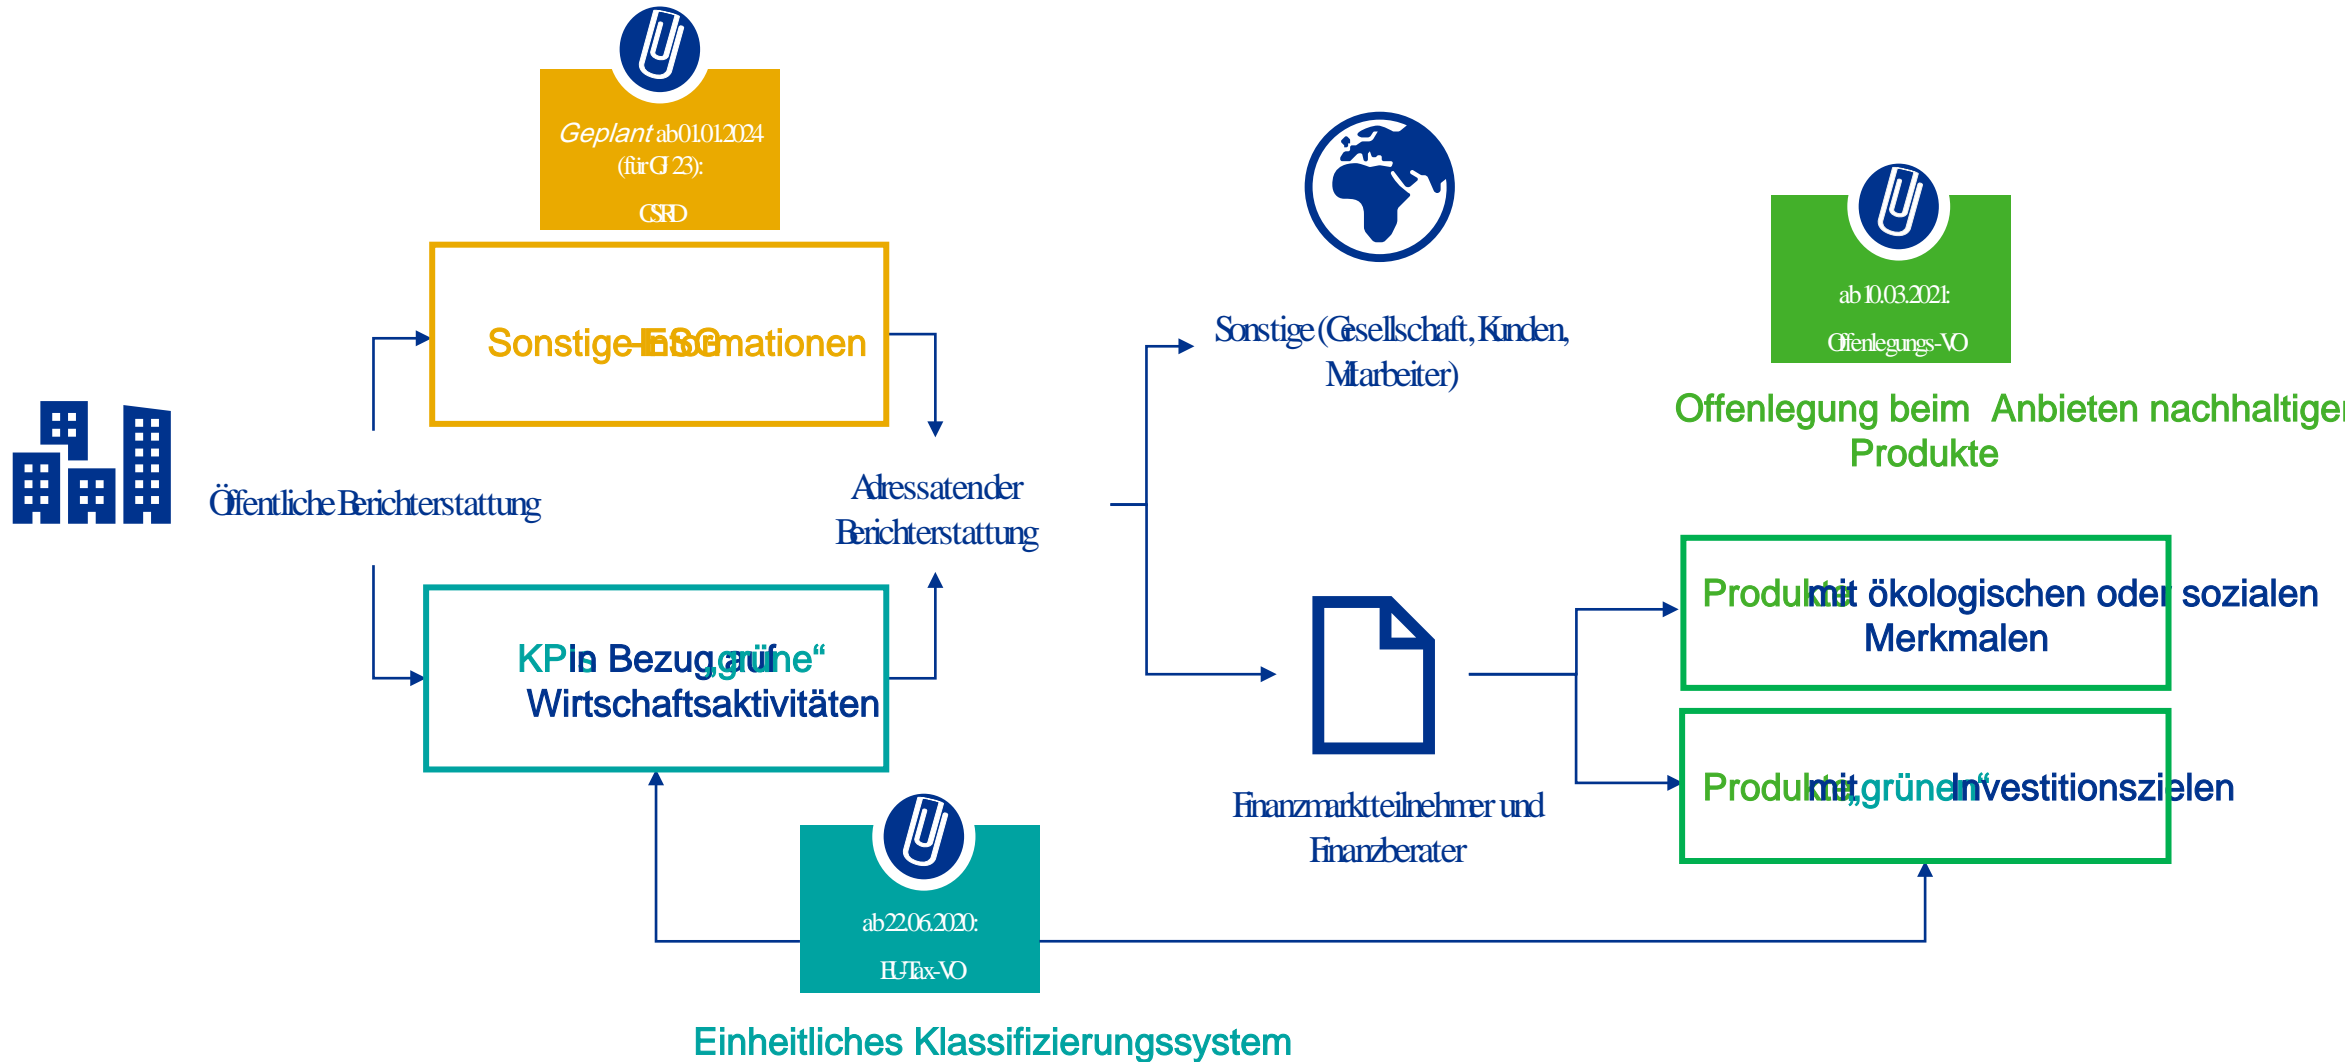 Geplant ab 01.01.2024
(für GJ 23):
CSRD
Sonstige ESG-Informationen
Öffentliche Berichterstattung
Adressaten der
Berichterstattung
KPIs in Bezug auf „grüne“
Wirtschaftsaktivitäten
ab 22.06.2020:
EU-Tax-VO
Einheitliches Klassifizierungssystem
Sonstige (Gesellschaft, Kunden,
Mitarbeiter)
Finanzmarktteilnehmer und
Finanzberater
ab 10.03.2021:
Offenlegungs-VO
Offenlegung beim Anbieten nachhaltiger
Produkte
Produkte mit ökologischen oder sozialen
Merkmalen
Produkte mit „grünen“ Investitionszielen